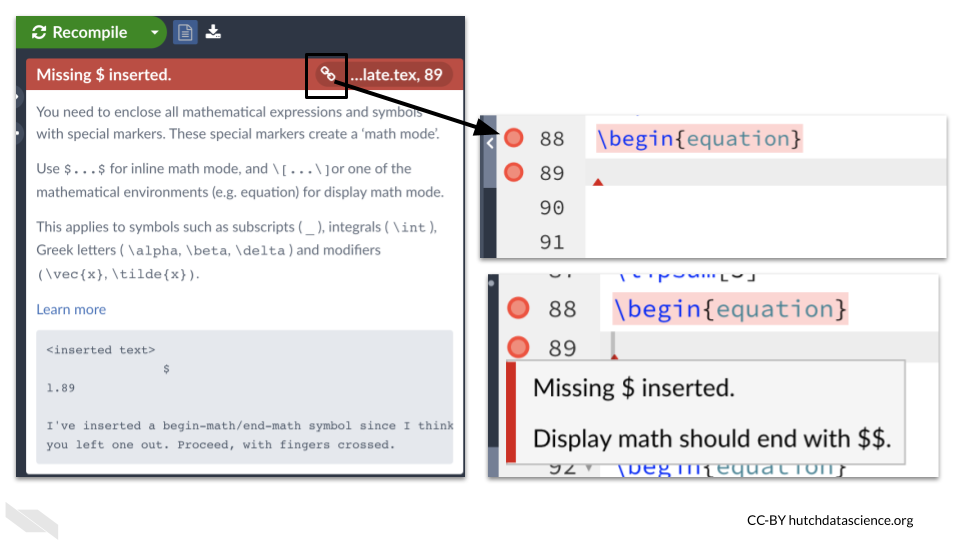 Recompile
Missing $ inserted.
...late.tex, 89
You need to enclose all mathematical expressions and symbols
with special markers. These special markers create a ‘math mode’.
Use $...$ for inline math mode, and \[...\]or one of the
mathematical environments (e.g. equation) for display math mode.
This applies to symbols such as subscripts ( _ ), integrals ( \int ),
Greek letters ( \alpha, \beta, \delta ) and modifiers
(\vec{x}, \tilde{x}).
Learn more
<inserted text>
$
l.89
I've inserted a begin-math/end-math symbol since I think
you left one out. Proceed, with fingers crossed.
88 \begin{equation}
89
90
91
87 \lipsum[3]
88 \begin{equation}
89
Missing $ inserted.
Display math should end with $$.
92 \begin{equation}
CC-BY hutchdatascience.org